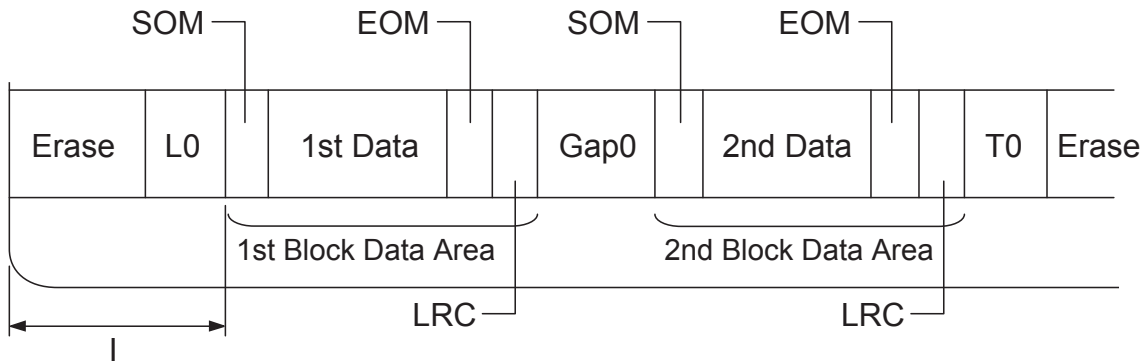 SOM EOM SOM EOM
Erase L0 1st Data Gap0 2nd Data T0 Erase
1st Block Data Area 2nd Block Data Area
LRC LRC
l